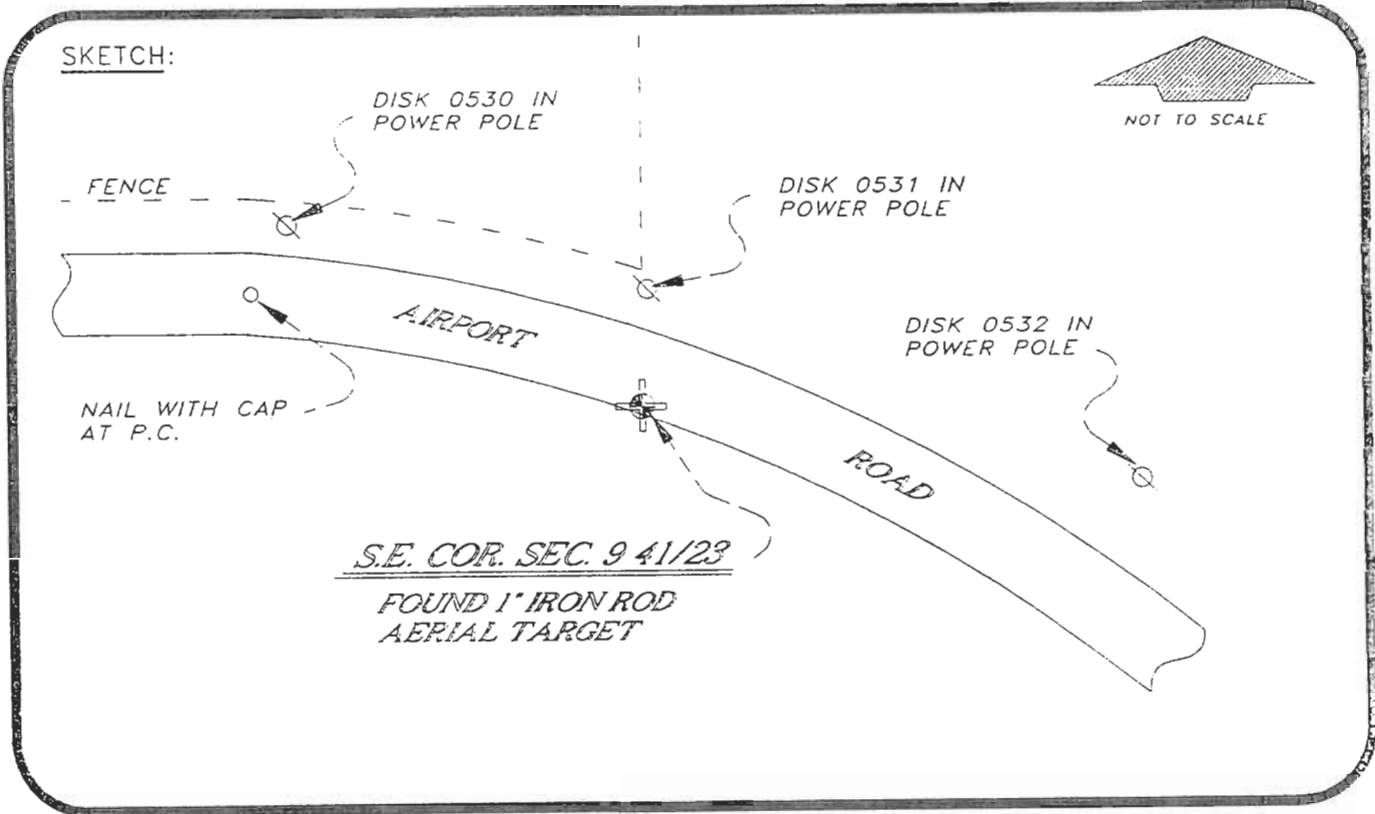 SKETCH:
DISK 0530 IN
POWER POLE
NOT TO SCALE
FENCE
DISK 0531 IN
POWER POLE
AIRPORT
DISK 0532 IN
POWER POLE
NAIL WITH CAP
AT P.C.
ROAD
S.E. COR. SEC. 9 41/23
FOUND 1" IRON ROD
AERIAL TARGET